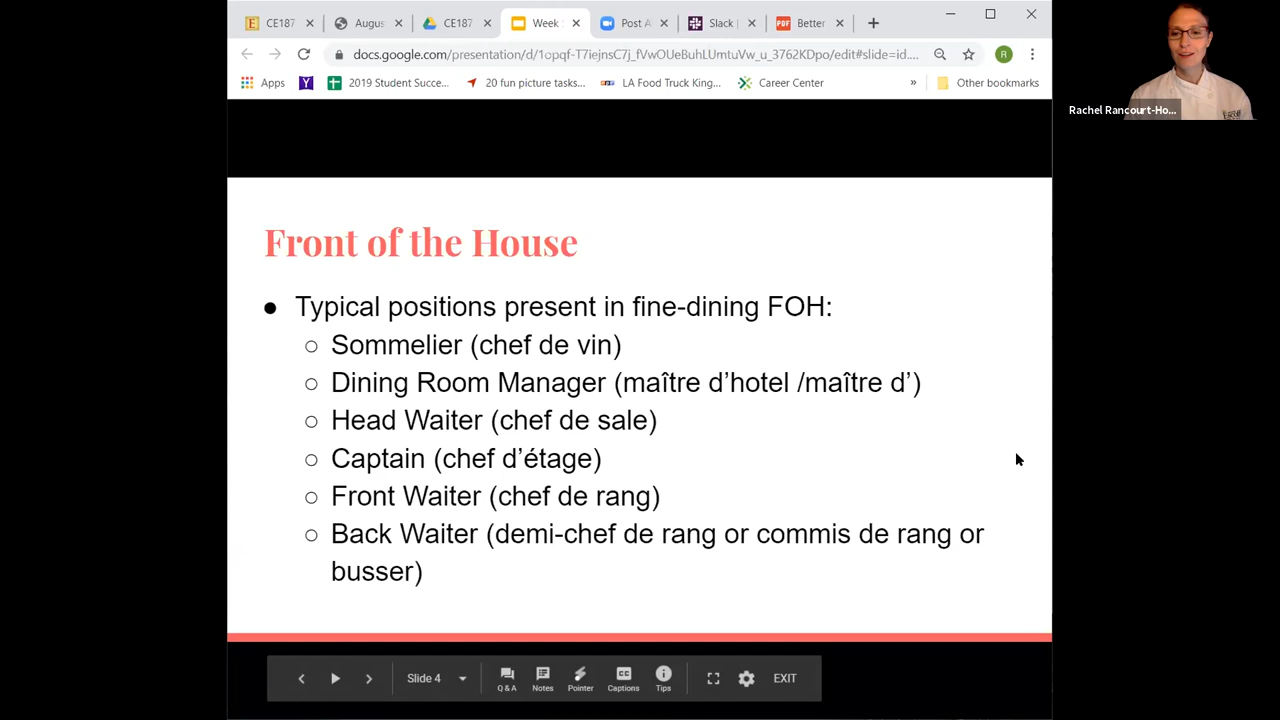 CE187
Augus
CE187
Week
Post A
Slack
PDF
Better
docs.google.com/presentation/d/1opqf-T7iejnsC7j_fVwOUeBuhLUmtuVw_u_3762KDpo/edit#slide=id....
R
Apps
2019 Student Succe...
20 fun picture tasks...
LA Food Truck King...
Career Center
»
Other bookmarks
Rachel Rancourt-Ho...
Front of the House
● Typical positions present in fine-dining FOH:
○ Sommelier (chef de vin)
○ Dining Room Manager (maître d’hotel /maître d’)
○ Head Waiter (chef de sale)
○ Captain (chef d’étage)
○ Front Waiter (chef de rang)
○ Back Waiter (demi-chef de rang or commis de rang or
busser)
Slide 4
Q & A
Notes
Pointer
Captions
Tips
EXIT